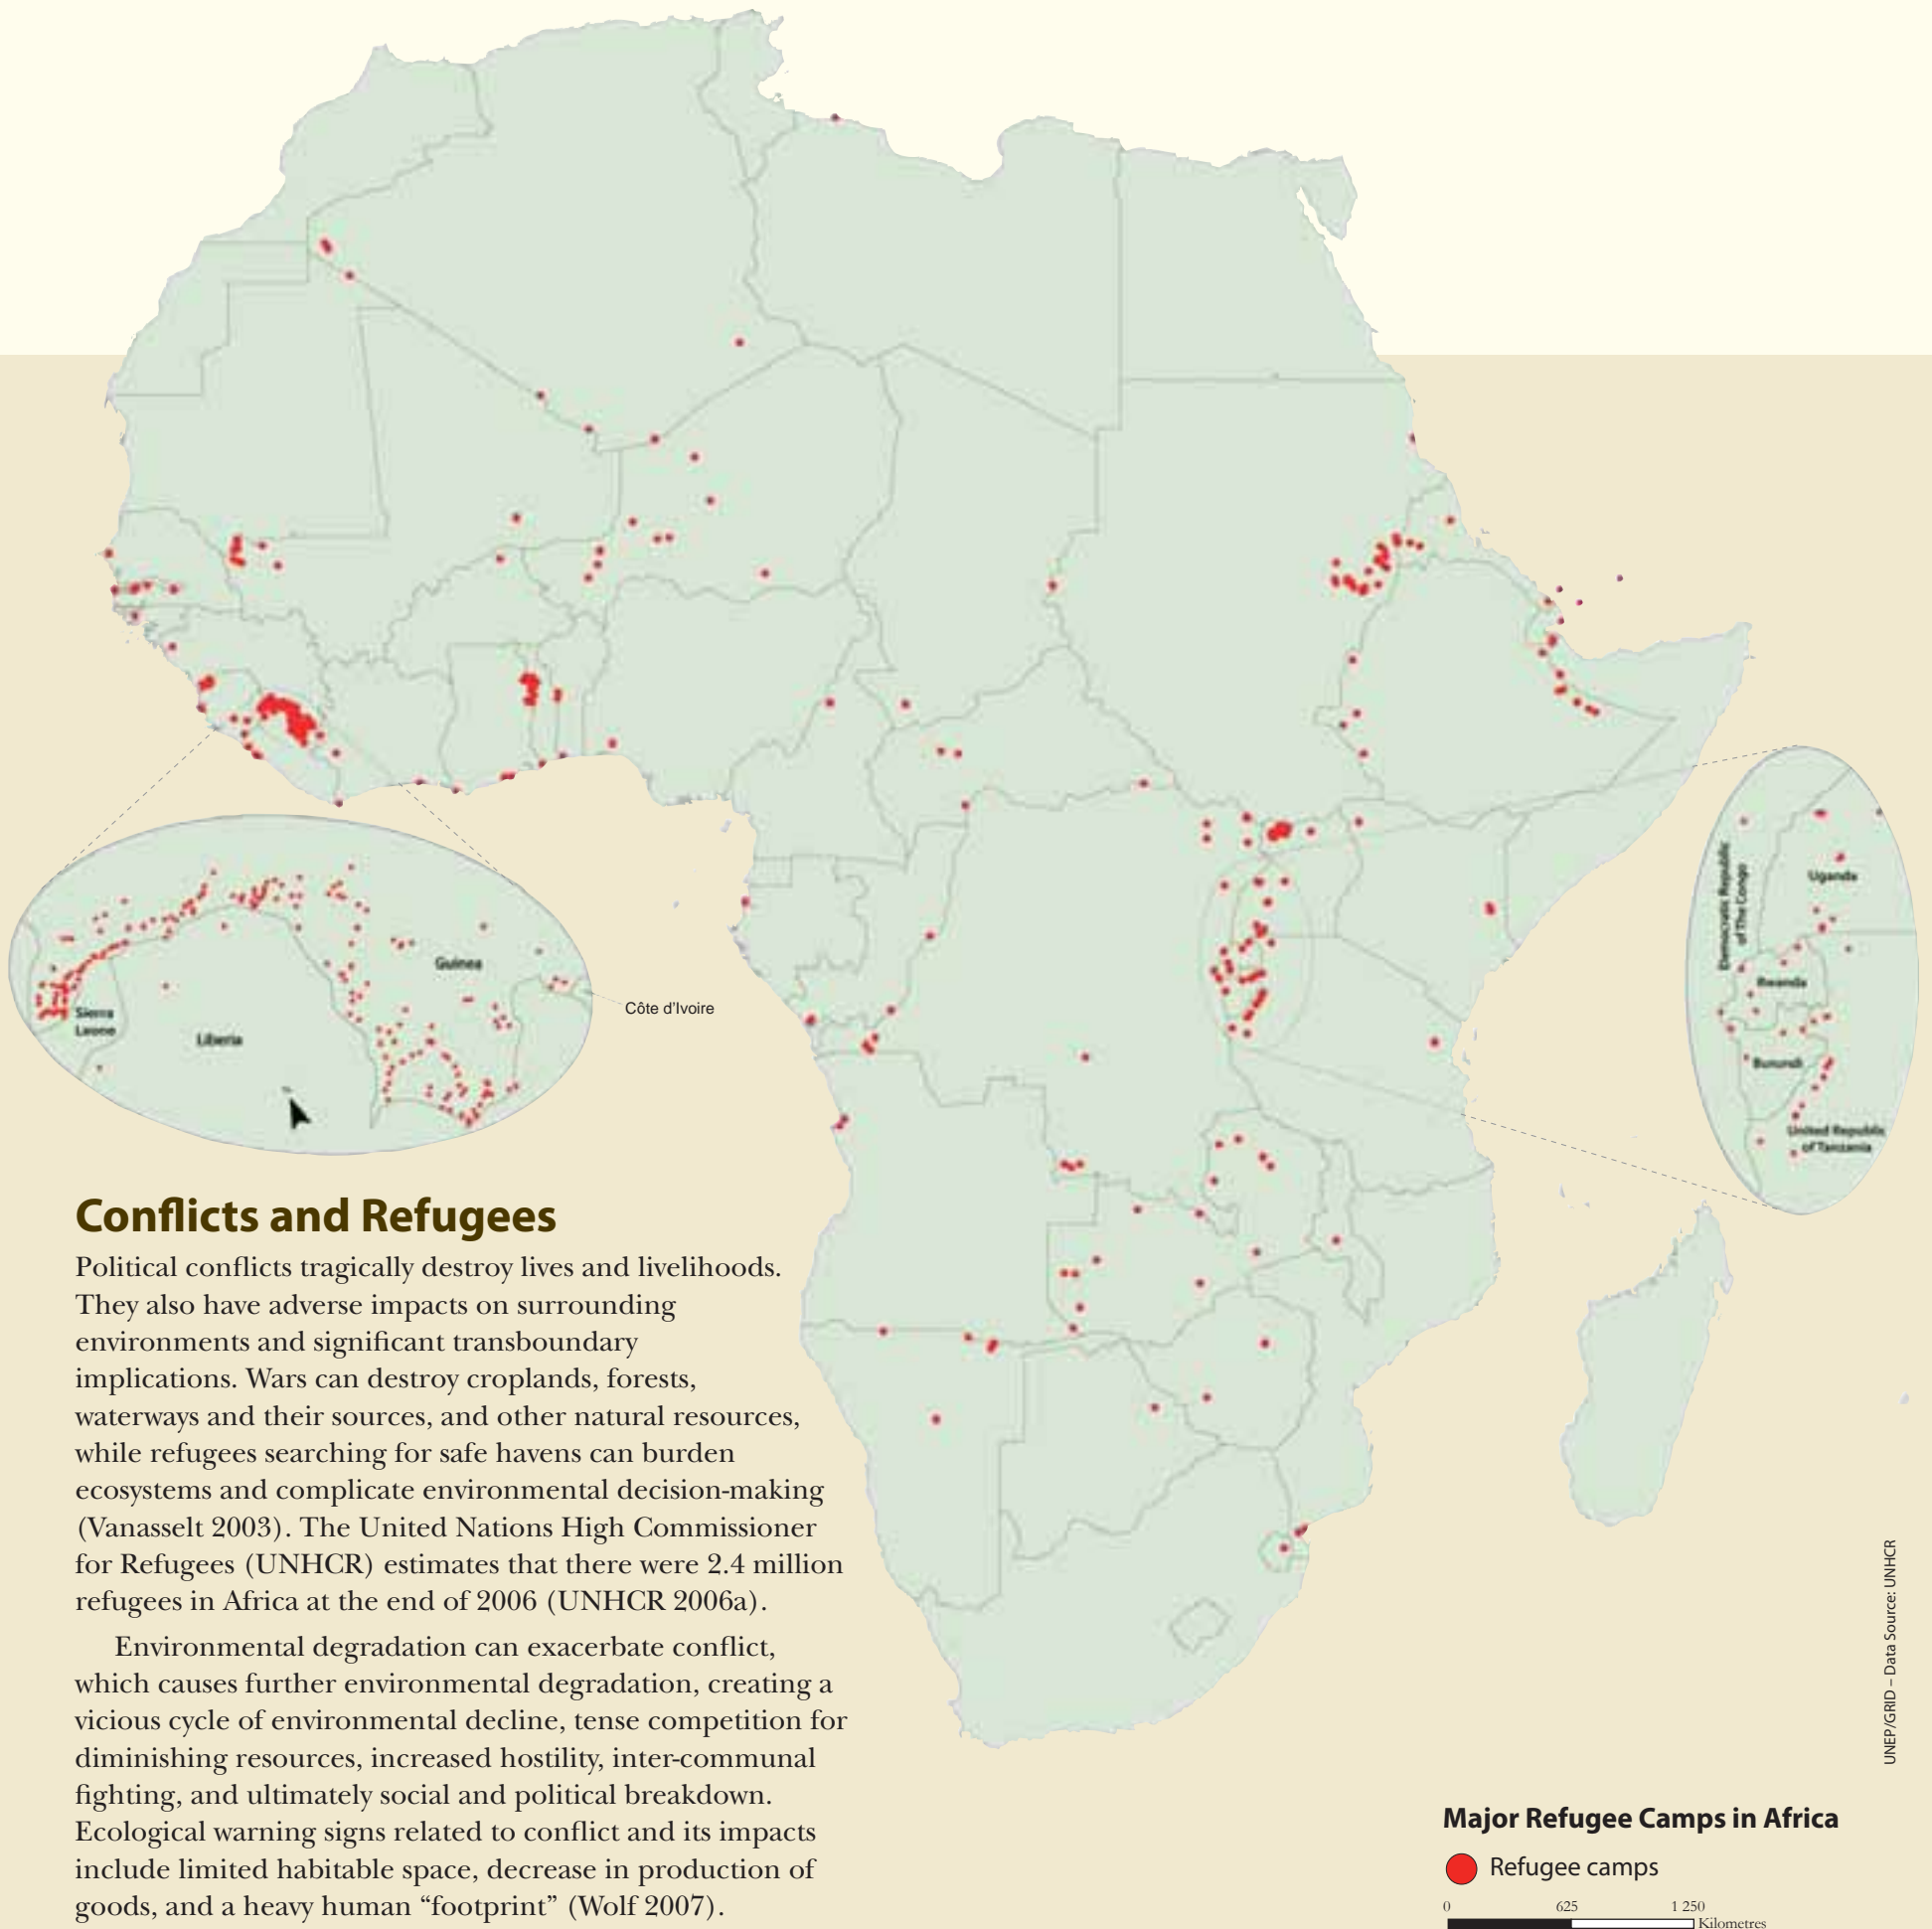 Sierra
Leone
Liberia
Guinea
Côte d'Ivoire
Democratic Republic
of The Congo
Uganda
Rwanda
Burundi
United Republic
of Tanzania
Conflicts and Refugees
Political conflicts tragically destroy lives and livelihoods.
They also have adverse impacts on surrounding
environments and significant transboundary
implications. Wars can destroy croplands, forests,
waterways and their sources, and other natural resources,
while refugees searching for safe havens can burden
ecosystems and complicate environmental decision-making
(Vanasselt 2003). The United Nations High Commissioner
for Refugees (UNHCR) estimates that there were 2.4 million
refugees in Africa at the end of 2006 (UNHCR 2006a).
Environmental degradation can exacerbate conflict,
which causes further environmental degradation, creating a
vicious cycle of environmental decline, tense competition for
diminishing resources, increased hostility, inter-communal
fighting, and ultimately social and political breakdown.
Ecological warning signs related to conflict and its impacts
include limited habitable space, decrease in production of
goods, and a heavy human “footprint” (Wolf 2007).
UNEP/GRID – Data Source: UNHCR
Major Refugee Camps in Africa
Refugee camps
0 625 1 250
Kilometres